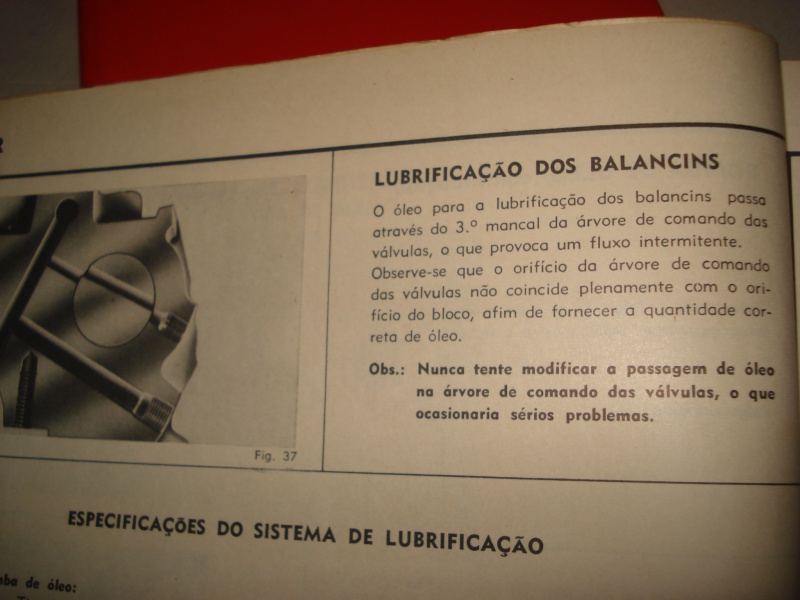 R
LUBRIFICAÇÃO DOS BALANCINS
O óleo para a lubrificação dos balancins passa
através do 3.º mancal da árvore de comando das
válvulas, o que provoca um fluxo intermitente.
Observe-se que o orifício da árvore de comando
das válvulas não coincide plenamente com o ori-
fício do bloco, afim de fornecer a quantidade cor-
reta de óleo.
Obs.: Nunca tente modificar a passagem de óleo
na árvore de comando das válvulas, o que
ocasionaria sérios problemas.
Fig. 37
ESPECIFICAÇÕES DO SISTEMA DE LUBRIFICAÇÃO
de óleo: